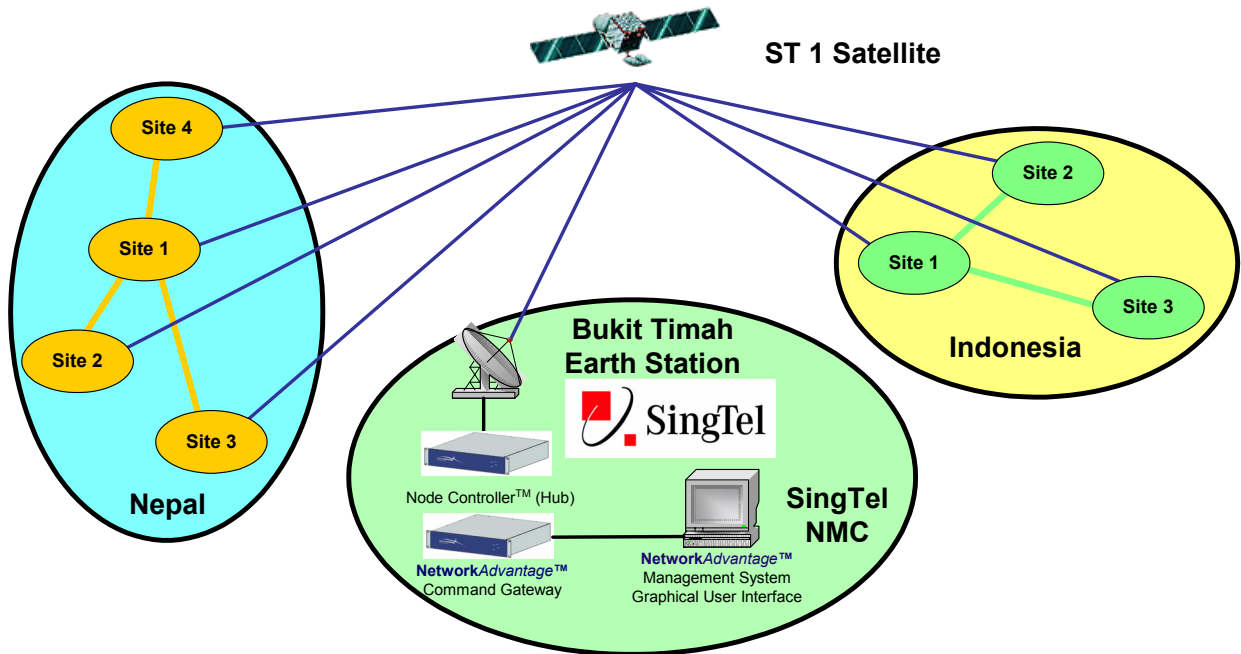 ST 1 Satellite
Site 4
Site 1
Site 2
Site 3
Nepal
Site 2
Site 1
Site 3
Indonesia
Bukit Timah
Earth Station
SingTel
Node Controller™ (Hub)
SingTel
NMC
NetworkAdvantage™
Command Gateway
NetworkAdvantage™
Management System
Graphical User Interface